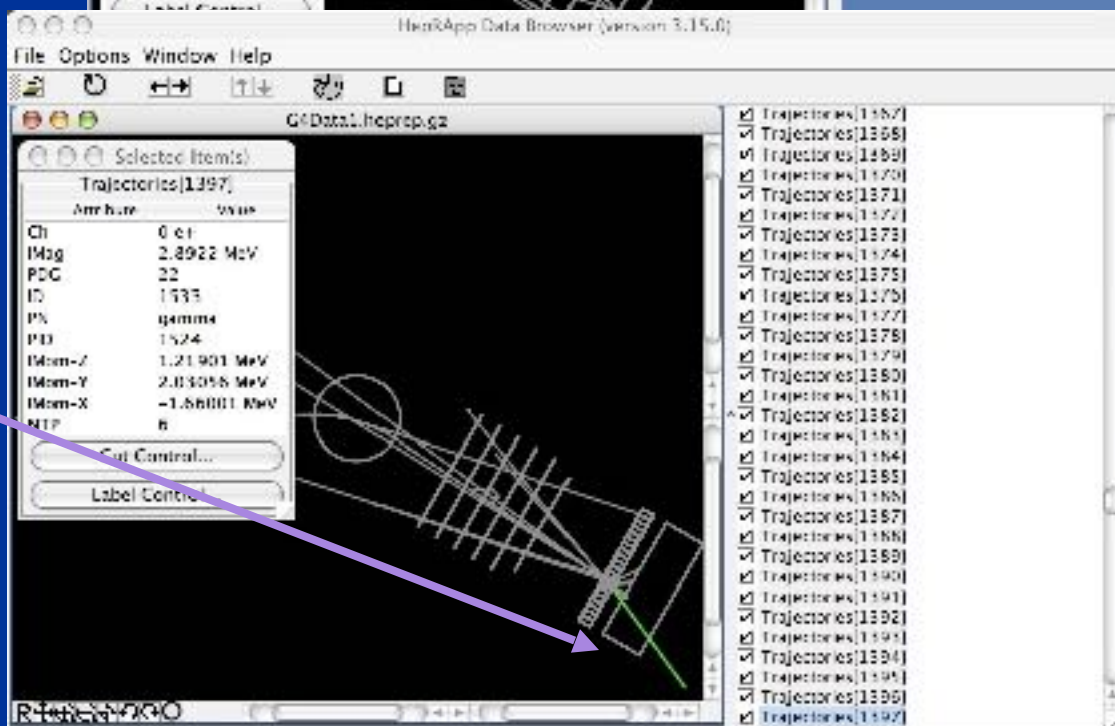 Label Control...
HepRApp Data Browser (version 3.15.0)
File Options Window Help
G4Data1.heprep.gz
Selected Item(s)
Trajectories[1397]
Attribute Value
Ch 0 e+
IMag 2.8922 MeV
PDG 22
ID 1533
PN gamma
PID 1524
IMom-Z 1.21901 MeV
IMom-Y 2.03056 MeV
IMom-X -1.66001 MeV
NTP 6
Cut Control...
Label Control...
Trajectories[1367]
Trajectories[1368]
Trajectories[1369]
Trajectories[1370]
Trajectories[1371]
Trajectories[1372]
Trajectories[1373]
Trajectories[1374]
Trajectories[1375]
Trajectories[1376]
Trajectories[1377]
Trajectories[1378]
Trajectories[1379]
Trajectories[1380]
Trajectories[1381]
Trajectories[1382]
Trajectories[1383]
Trajectories[1384]
Trajectories[1385]
Trajectories[1386]
Trajectories[1387]
Trajectories[1388]
Trajectories[1389]
Trajectories[1390]
Trajectories[1391]
Trajectories[1392]
Trajectories[1393]
Trajectories[1394]
Trajectories[1395]
Trajectories[1396]
Trajectories[1397]